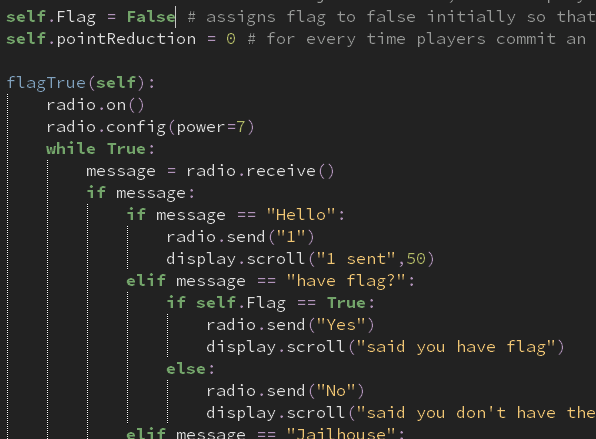 self.Flag = False # assigns flag to false initially so that
self.pointReduction = 0 # for every time players commit an
flagTrue(self):
radio.on()
radio.config(power=7)
while True:
message = radio.receive()
if message:
if message == "Hello":
radio.send("1")
display.scroll("1 sent",50)
elif message == "have flag?":
if self.Flag == True:
radio.send("Yes")
display.scroll("said you have flag")
else:
radio.send("No")
display.scroll("said you don't have the
elif message == "Jailhouse":